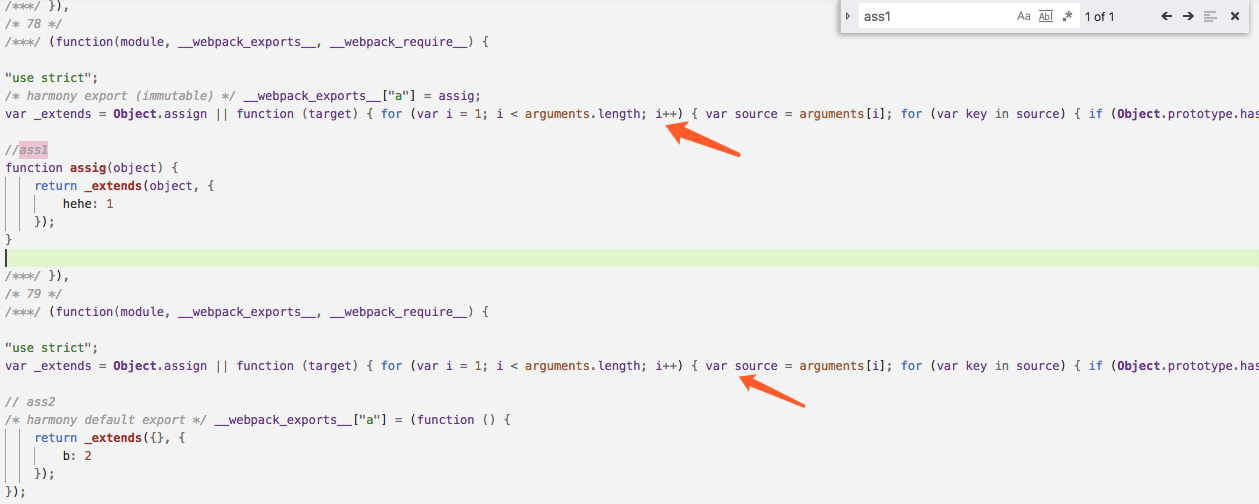 /***/ }),
/* 78 */
/***/ (function(module, __webpack_exports__, __webpack_require__) {
ass1
Aa Abl .* 1 of 1
"use strict";
/* harmony export (immutable) */ __webpack_exports__["a"] = assig;
var _extends = Object.assign || function (target) { for (var i = 1; i < arguments.length; i++) { var source = arguments[i]; for (var key in source) { if (Object.prototype.has
//ass1
function assig(object) {
return _extends(object, {
hehe: 1
});
}
/***/ }),
/* 79 */
/***/ (function(module, __webpack_exports__, __webpack_require__) {
"use strict";
var _extends = Object.assign || function (target) { for (var i = 1; i < arguments.length; i++) { var source = arguments[i]; for (var key in source) { if (Object.prototype.has
// ass2
/* harmony default export */ __webpack_exports__["a"] = (function () {
return _extends({}, {
b: 2
});
});